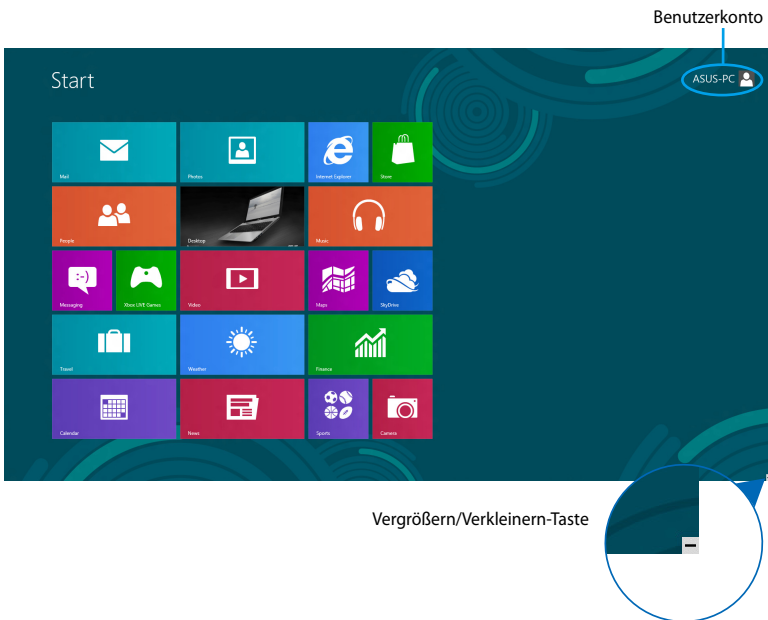 Benutzerkonto
Start
ASUS-PC
Mail
Photos
Internet Explorer
Store
People
Desktop
Music
Messaging
Xbox LIVE Games
Video
Maps
SkyDrive
Travel
Weather
Finance
Calendar
News
Sports
Camera
Vergrößern/Verkleinern-Taste